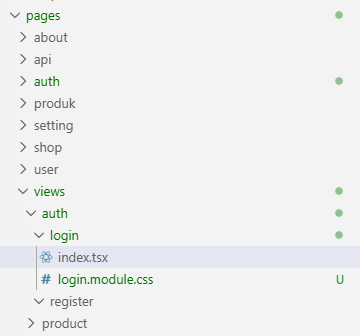 pages
about
api
auth
produk
setting
shop
user
views
auth
login
index.tsx
# login.module.css U
register
product